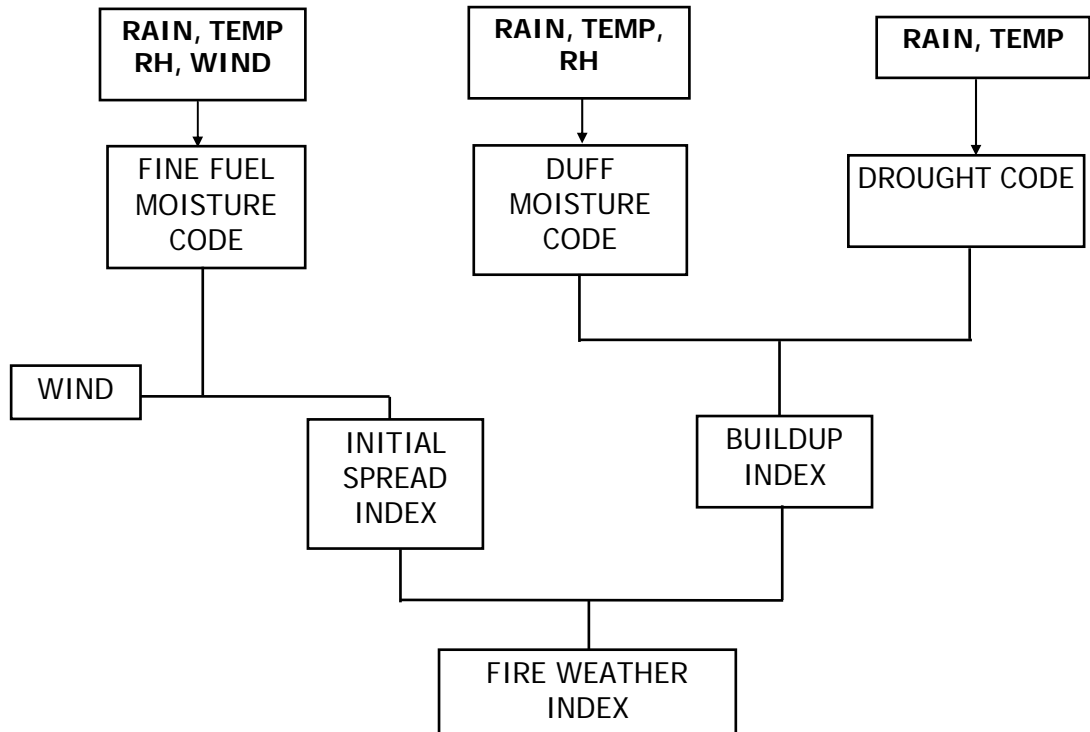 RAIN, TEMP
RH, WIND
RAIN, TEMP,
RH
RAIN, TEMP
FINE FUEL
MOISTURE
CODE
DUFF
MOISTURE
CODE
DROUGHT CODE
WIND
INITIAL
SPREAD
INDEX
BUILDUP
INDEX
FIRE WEATHER
INDEX